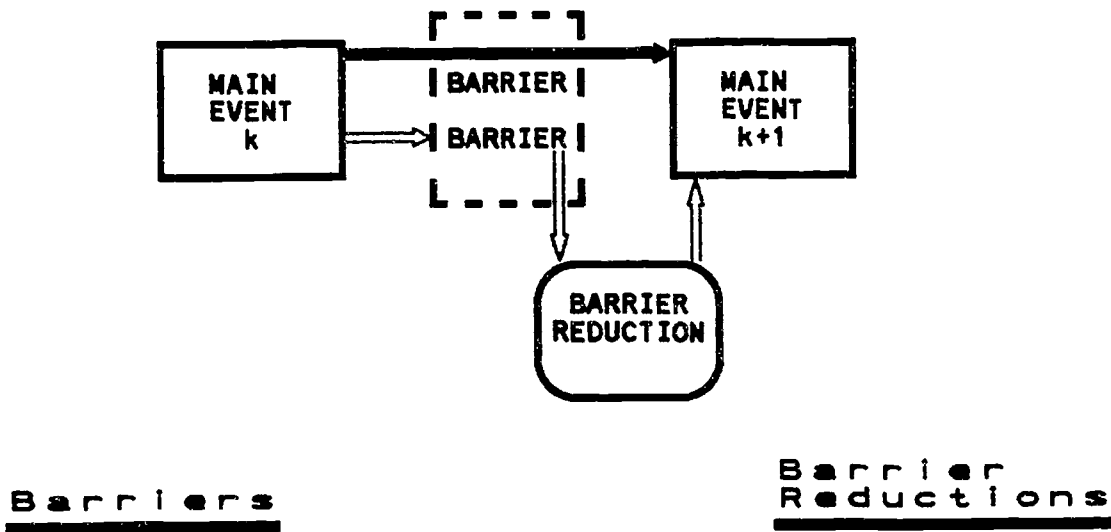 MAIN
EVENT
k
BARRIER
BARRIER
MAIN
EVENT
k+1
BARRIER
REDUCTION
Barriers
Barrier
Reductions